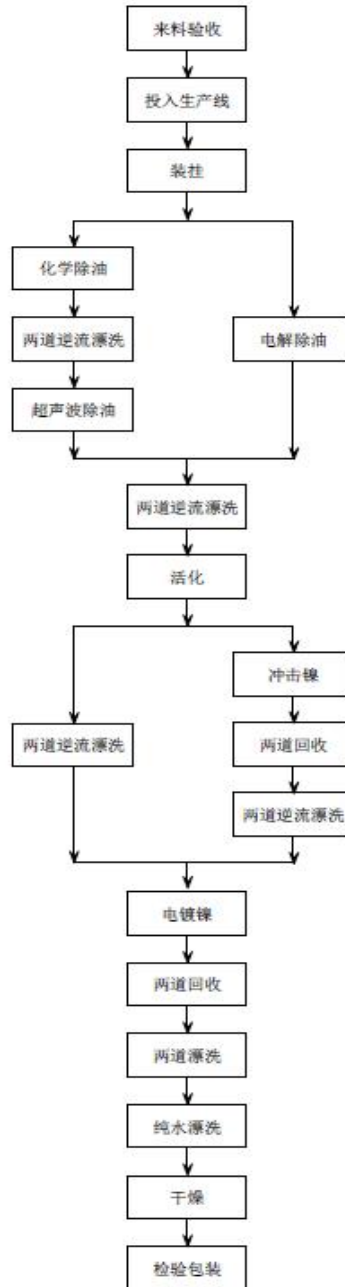 来料验收
投入生产线
装挂
化学除油
两道逆流漂洗
电解除油
超声波除油
两道逆流漂洗
活化
冲击镍
两道逆流漂洗
两道回收
两道逆流漂洗
电镀镍
两道回收
两道漂洗
纯水漂洗
干燥
检验包装